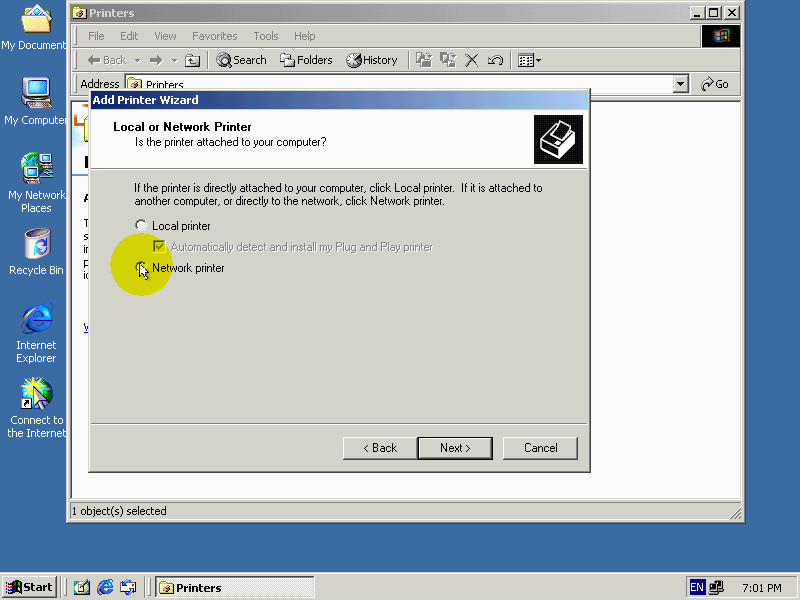 Printers
File Edit View Favorites Tools Help
Back Search Folders History
Address Printers Go
Add Printer Wizard
Local or Network Printer
Is the printer attached to your computer?
If the printer is directly attached to your computer, click Local printer. If it is attached to
another computer, or directly to the network, click Network printer.
Local printer
Automatically detect and install my Plug and Play printer
Network printer
< Back Next > Cancel
1 object(s) selected
My Document
My Computer
My Network
Places
Recycle Bin
Internet
Explorer
Connect to
the Internet
Start Printers EN 7:01 PM